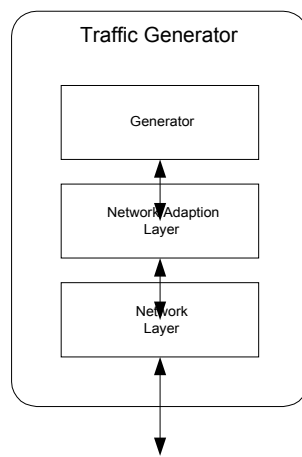 Traffic Generator
Generator
Network Adaption
Layer
Network
Layer